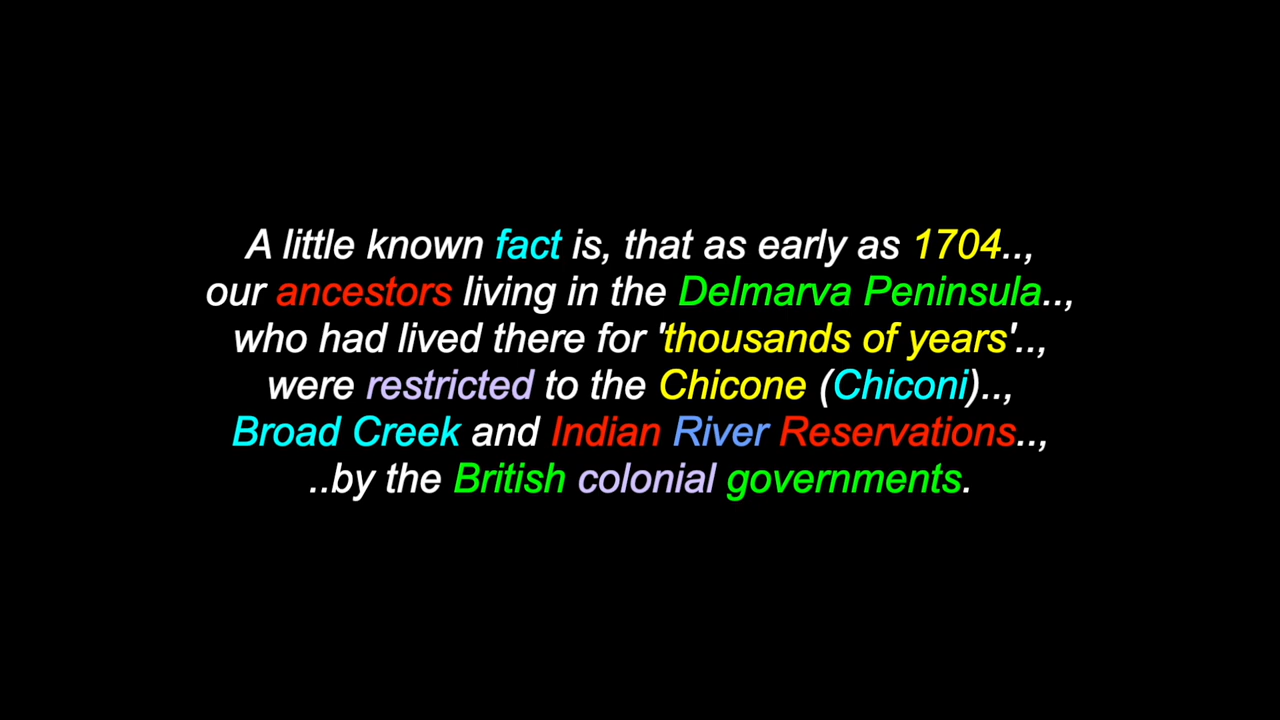 A little known fact is, that as early as 1704..,
our ancestors living in the Delmarva Peninsula..,
who had lived there for 'thousands of years'..,
were restricted to the Chicone (Chiconi)..,
Broad Creek and Indian River Reservations..,
..by the British colonial governments.